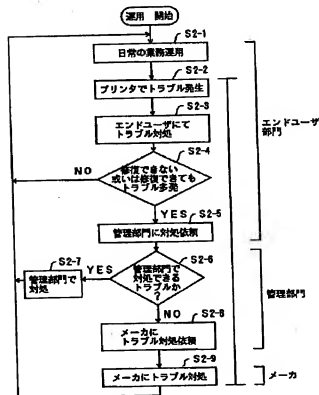 運用 開始
S2-1
日常の業務運用
S2-2
プリンタでトラブル発生
S2-3
エンドユーザにて
トラブル対処
エンドユーザ
部門
S2-4
NO
修復できない
或いは修復できても
トラブル多発
YES
S2-5
管理部門に対処依頼
S2-7
S2-6
管理部門で
対処
YES
管理部門で
対処できる
トラブルか
?
管理部門
NO
S2-8
メーカに
トラブル対処依頼
S2-9
メーカにトラブル対処
メーカ